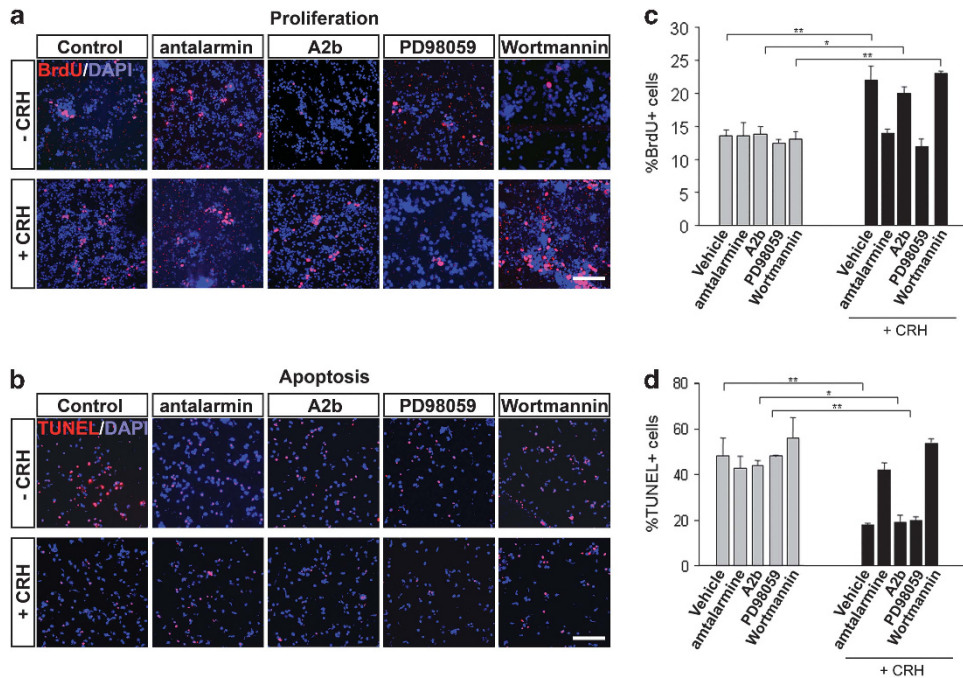 a
Proliferation
Control antalarmin A2b PD98059 Wortmannin
BrdU/DAPI
- CRH
+ CRH
b
Apoptosis
Control antalarmin A2b PD98059 Wortmannin
TUNEL/DAPI
- CRH
+ CRH
c
%BrdU+ cells
30
25
20
15
10
5
0
**
*
**
Vehicle
amtalarmine
A2b
PD98059
Wortmannin
Vehicle
amtalarmine
A2b
PD98059
Wortmannin
+ CRH
d
%TUNEL+ cells
80
60
40
20
0
**
*
**
Vehicle
amtalarmine
A2b
PD98059
Wortmannin
Vehicle
amtalarmine
A2b
PD98059
Wortmannin
+ CRH